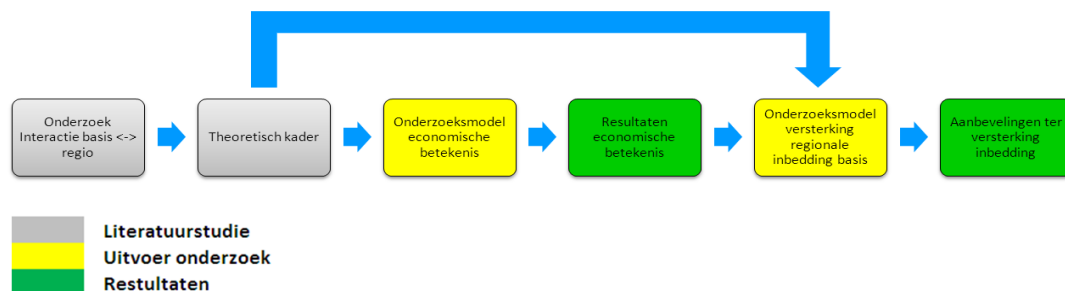 Onderzoek
Interactie basis <->
regio
Theoretisch kader
Onderzoeksmodel
economische
betekenis
Resultaten
economische
betekenis
Onderzoeksmodel
versterking
regionale
inbedding basis
Aanbevelingen ter
versterking
inbedding
Literatuurstudie
Uitvoer onderzoek
Restultaten